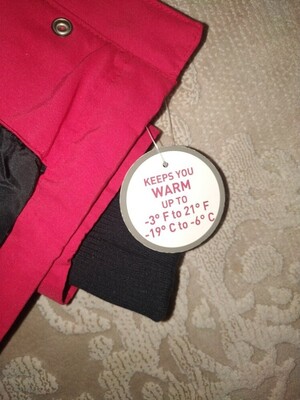 KEEPS YOU
WARM
UP TO
-3° F to 21° F
-19° C to -6° C